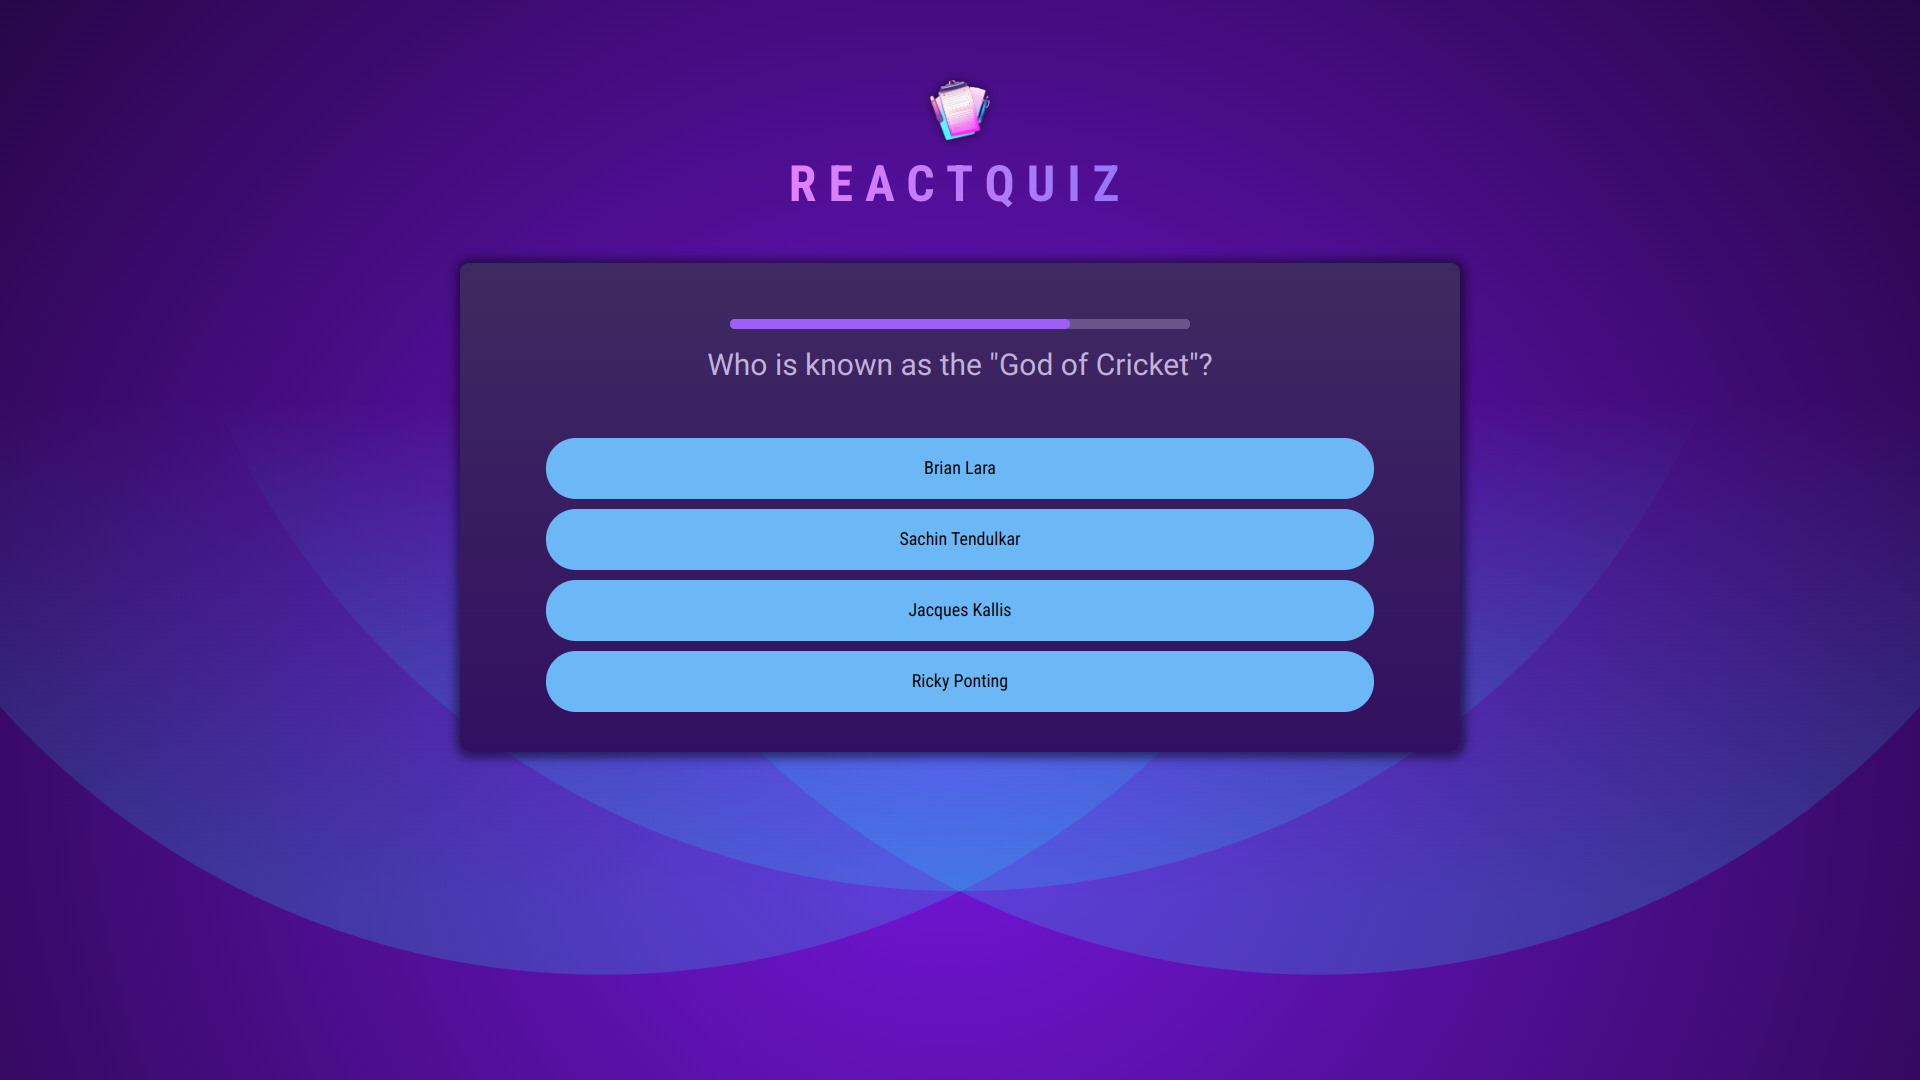 REACTQUIZ
Who is known as the "God of Cricket"?
Brian Lara
Sachin Tendulkar
Jacques Kallis
Ricky Ponting